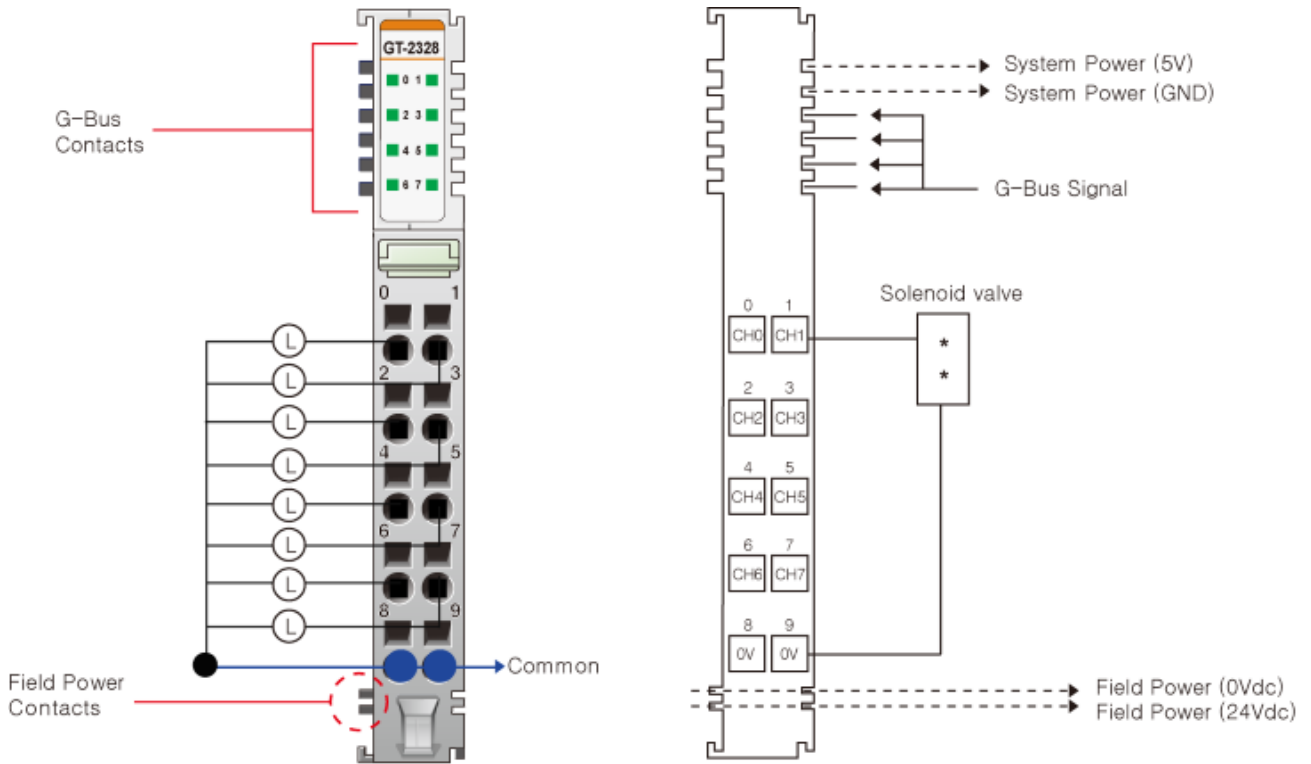 GT-2328
0 1
2 3
4 5
6 7
G-Bus
Contacts
0 1
2 3
4 5
6 7
8 9
L
L
L
L
L
L
L
L
Common
Field Power
Contacts
System Power (5V)
System Power (GND)
G-Bus Signal
Solenoid valve
*
*
0 1
CH0 CH1
2 3
CH2 CH3
4 5
CH4 CH5
6 7
CH6 CH7
8 9
0V 0V
Field Power (0Vdc)
Field Power (24Vdc)